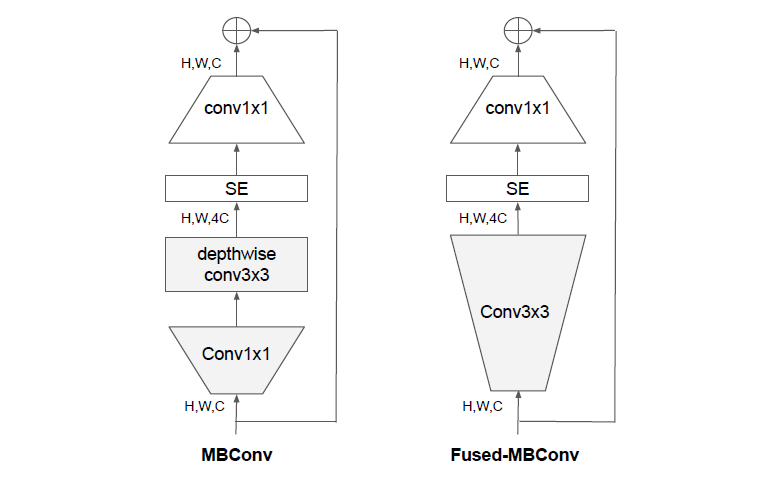 H,W,C
conv1x1
SE
H,W,4C
depthwise
conv3x3
Conv1x1
H,W,C
MBConv
H,W,C
conv1x1
SE
H,W,4C
Conv3x3
H,W,C
Fused-MBConv